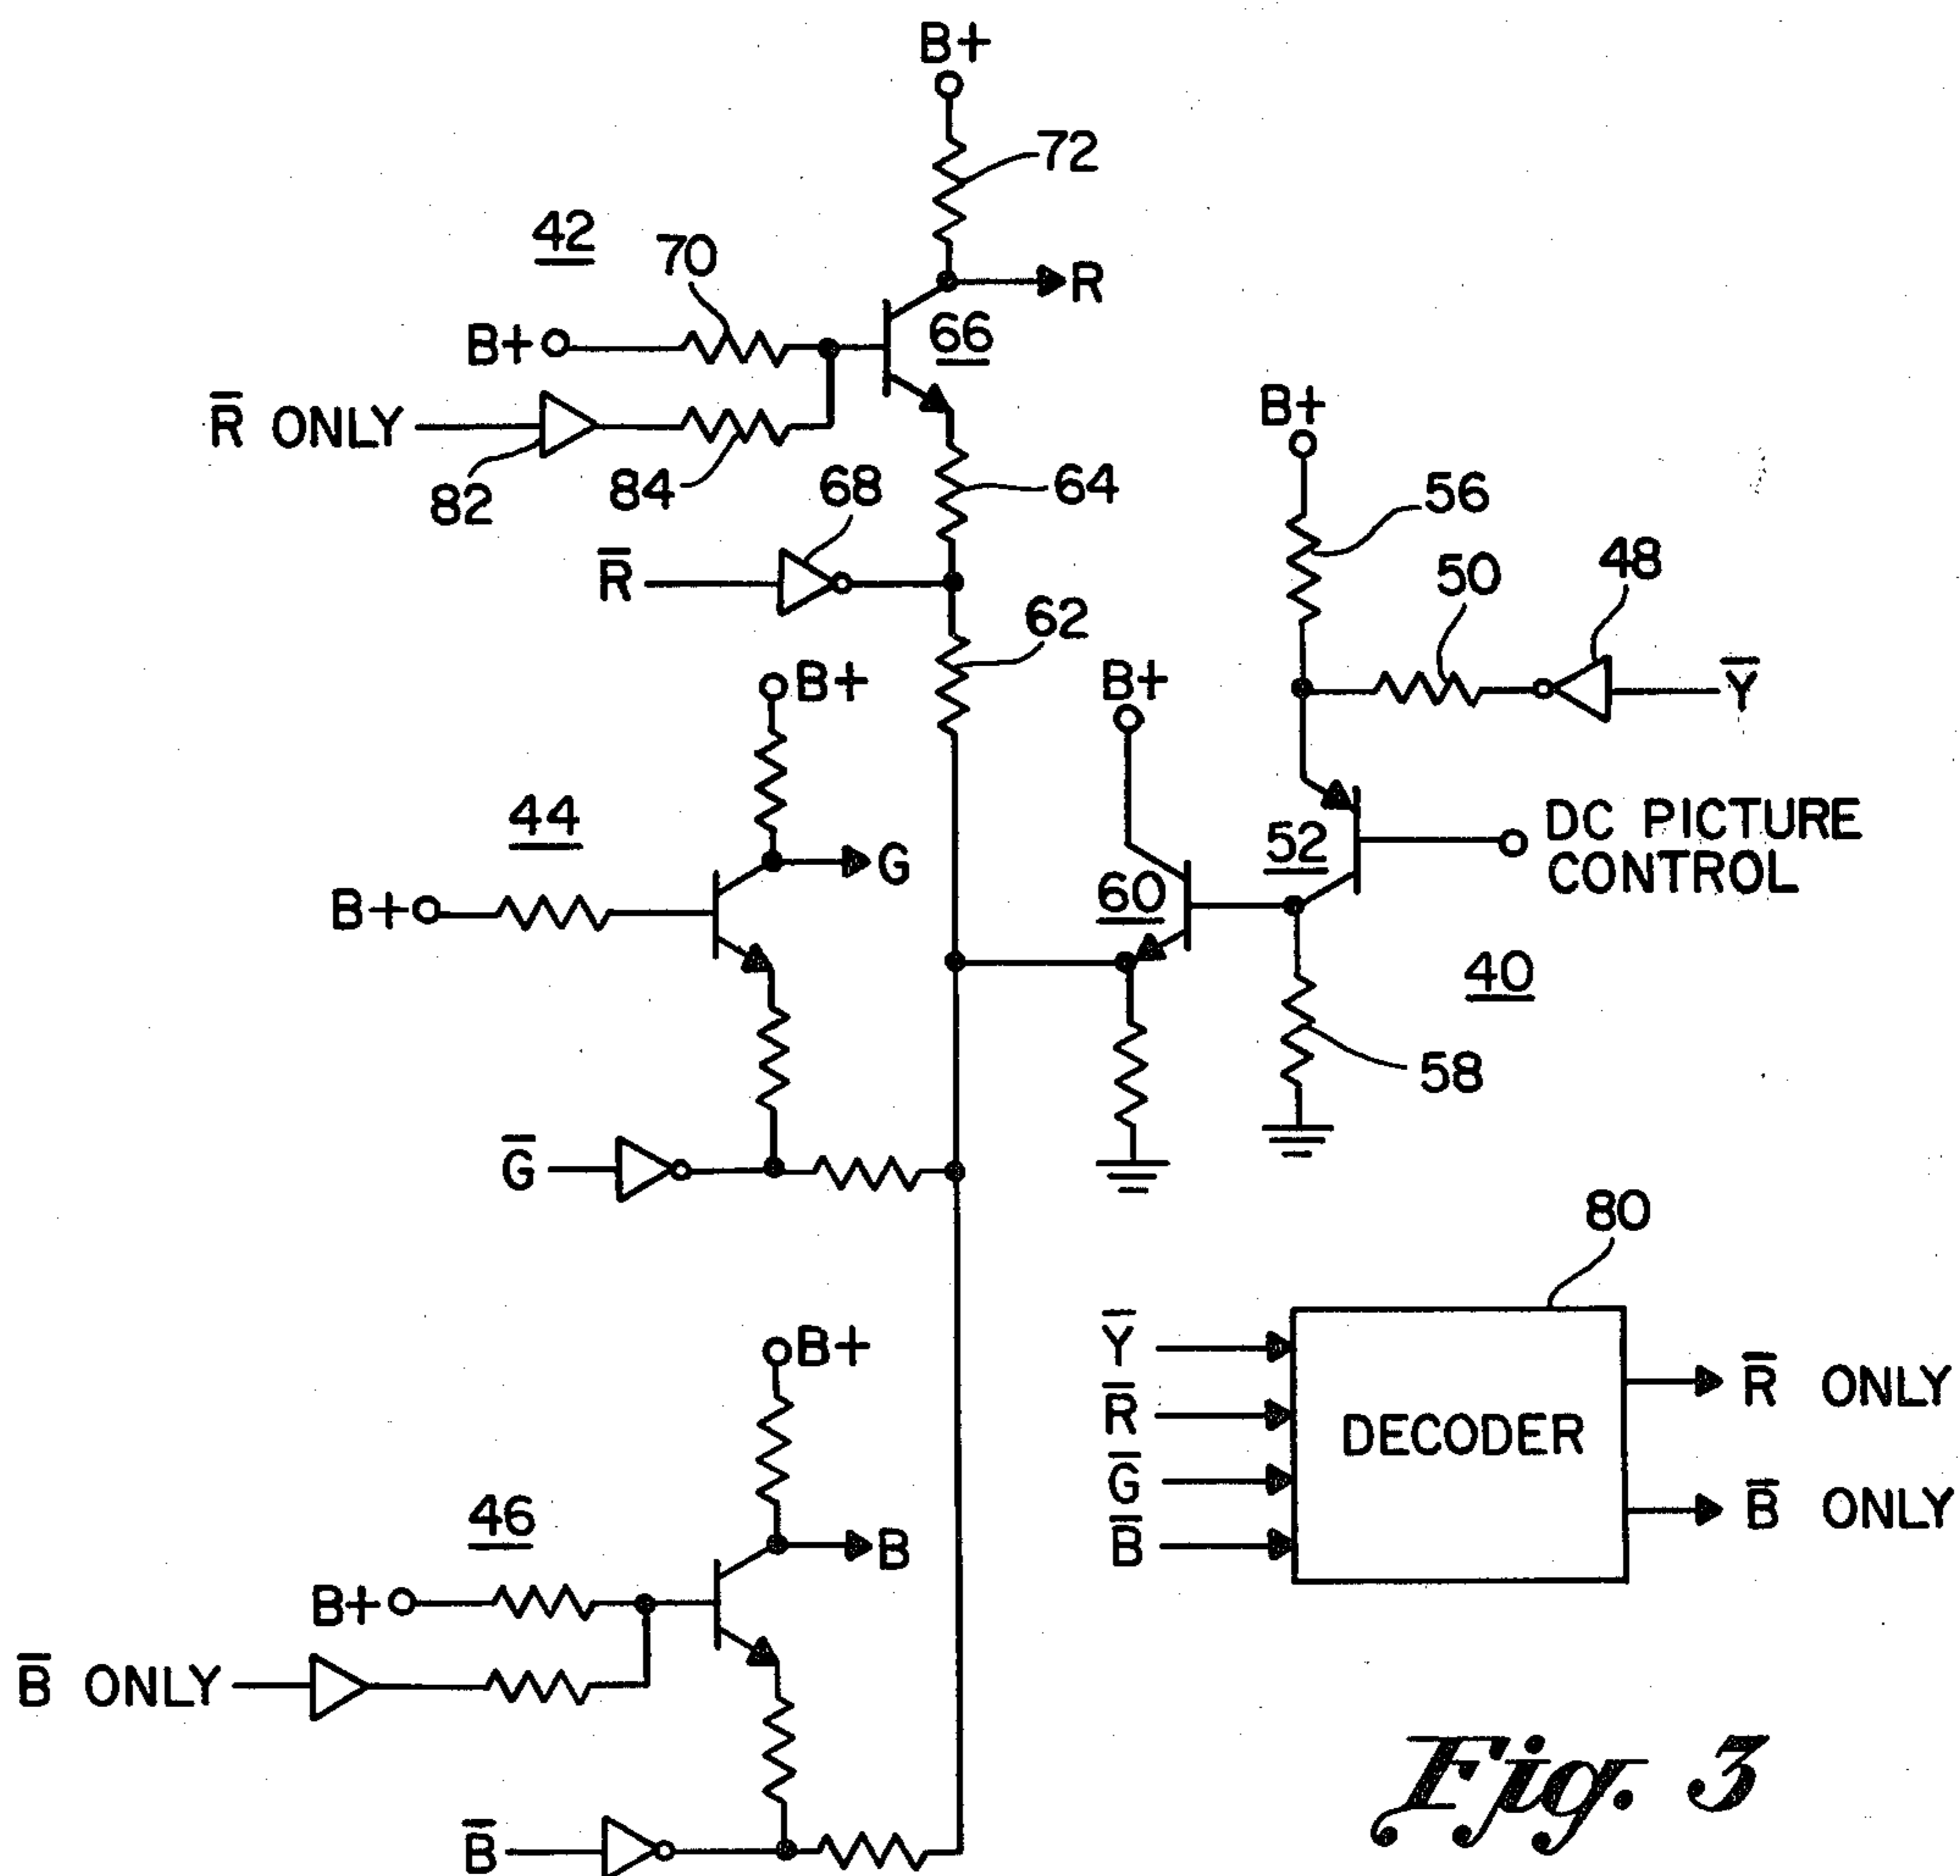 B+
72
42
70
R
B+
66
R̅ ONLY
B+
82
84
68
64
56
R̅
50
48
62
B+
B+
Y̅
44
G
52
DC PICTURE
CONTROL
B+
60
40
58
G̅
80
B+
Y̅
R̅ ONLY
R̅
DECODER
G̅
46
B
B̅ ONLY
B̅
B+
B̅ ONLY
B̅
Fig. 3